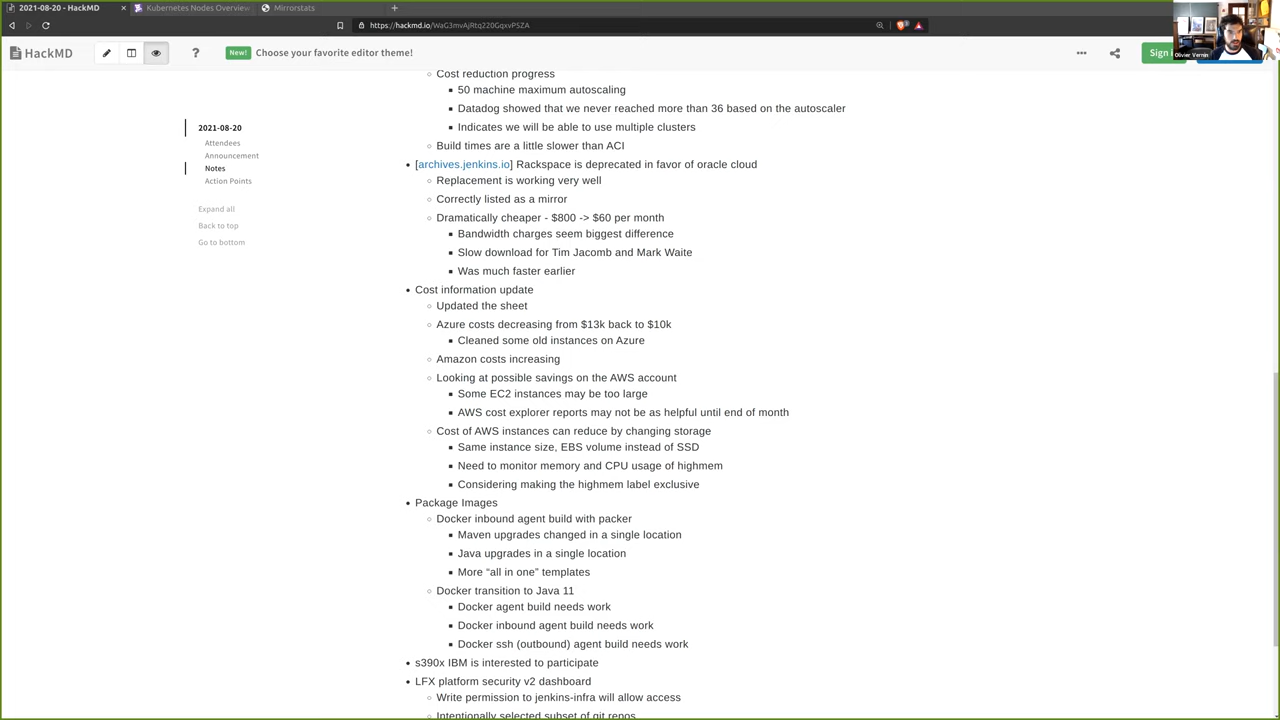 2021-08-20 - HackMD
Kubernetes Nodes Overview
Mirrorstats
https://hackmd.io/WaG3mvAjRtq22OGqxvPSZA
HackMD
New!
Choose your favorite editor theme!
Sign
Olivier Vernin
2021-08-20
Attendees
Announcement
Notes
Action Points
Expand all
Back to top
Go to bottom
Cost reduction progress
50 machine maximum autoscaling
Datadog showed that we never reached more than 36 based on the autoscaler
Indicates we will be able to use multiple clusters
Build times are a little slower than ACI
[archives.jenkins.io] Rackspace is deprecated in favor of oracle cloud
Replacement is working very well
Correctly listed as a mirror
Dramatically cheaper - $800 -> $60 per month
Bandwidth charges seem biggest difference
Slow download for Tim Jacomb and Mark Waite
Was much faster earlier
Cost information update
Updated the sheet
Azure costs decreasing from $13k back to $10k
Cleaned some old instances on Azure
Amazon costs increasing
Looking at possible savings on the AWS account
Some EC2 instances may be too large
AWS cost explorer reports may not be as helpful until end of month
Cost of AWS instances can reduce by changing storage
Same instance size, EBS volume instead of SSD
Need to monitor memory and CPU usage of highmem
Considering making the highmem label exclusive
Package Images
Docker inbound agent build with packer
Maven upgrades changed in a single location
Java upgrades in a single location
More “all in one” templates
Docker transition to Java 11
Docker agent build needs work
Docker inbound agent build needs work
Docker ssh (outbound) agent build needs work
s390x IBM is interested to participate
LFX platform security v2 dashboard
Write permission to jenkins-infra will allow access
Intentionally selected subset of git repos